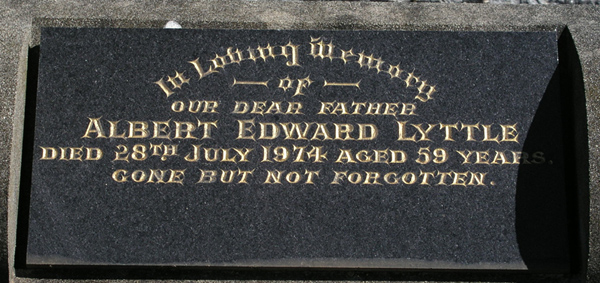 In Loving Memory
— of —
OUR DEAR FATHER
ALBERT EDWARD LYTTLE
DIED 28TH JULY 1974 AGED 59 YEARS.
GONE BUT NOT FORGOTTEN.